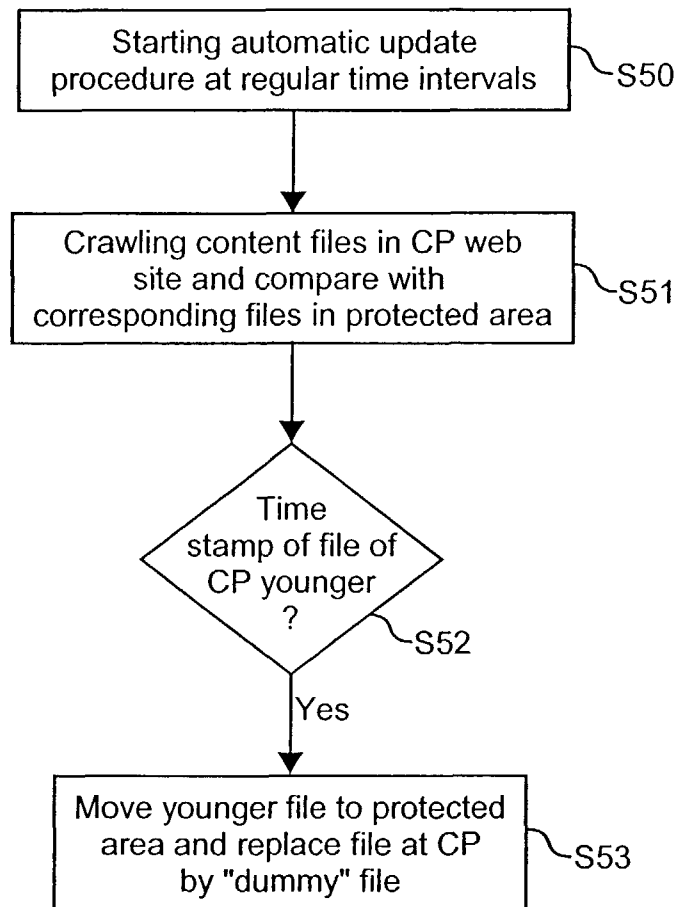 Starting automatic update
procedure at regular time intervals
S50
Crawling content files in CP web
site and compare with
corresponding files in protected area
S51
Time
stamp of file of
CP younger
?
S52
Yes
Move younger file to protected
area and replace file at CP
by "dummy" file
S53